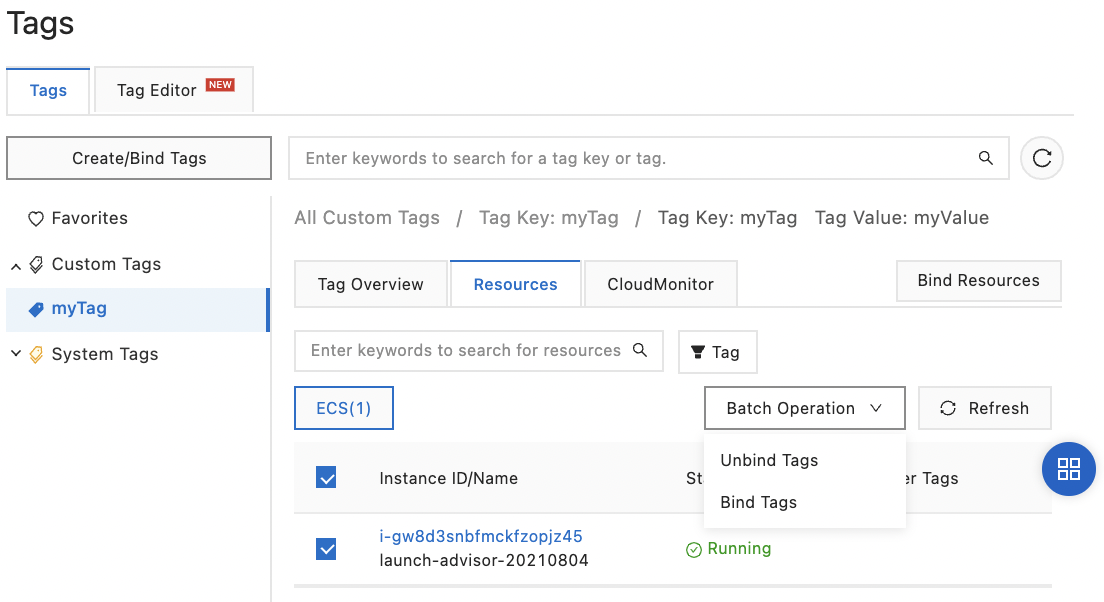 Tags
Tags
Tag Editor NEW
Create/Bind Tags
Enter keywords to search for a tag key or tag.
Favorites
Custom Tags
myTag
System Tags
All Custom Tags / Tag Key: myTag / Tag Key: myTag Tag Value: myValue
Tag Overview
Resources
CloudMonitor
Bind Resources
Enter keywords to search for resources
Tag
ECS(1)
Batch Operation
Refresh
Unbind Tags
Bind Tags
Instance ID/Name
St
er Tags
i-gw8d3snbfmckfzopjz45
launch-advisor-20210804
Running